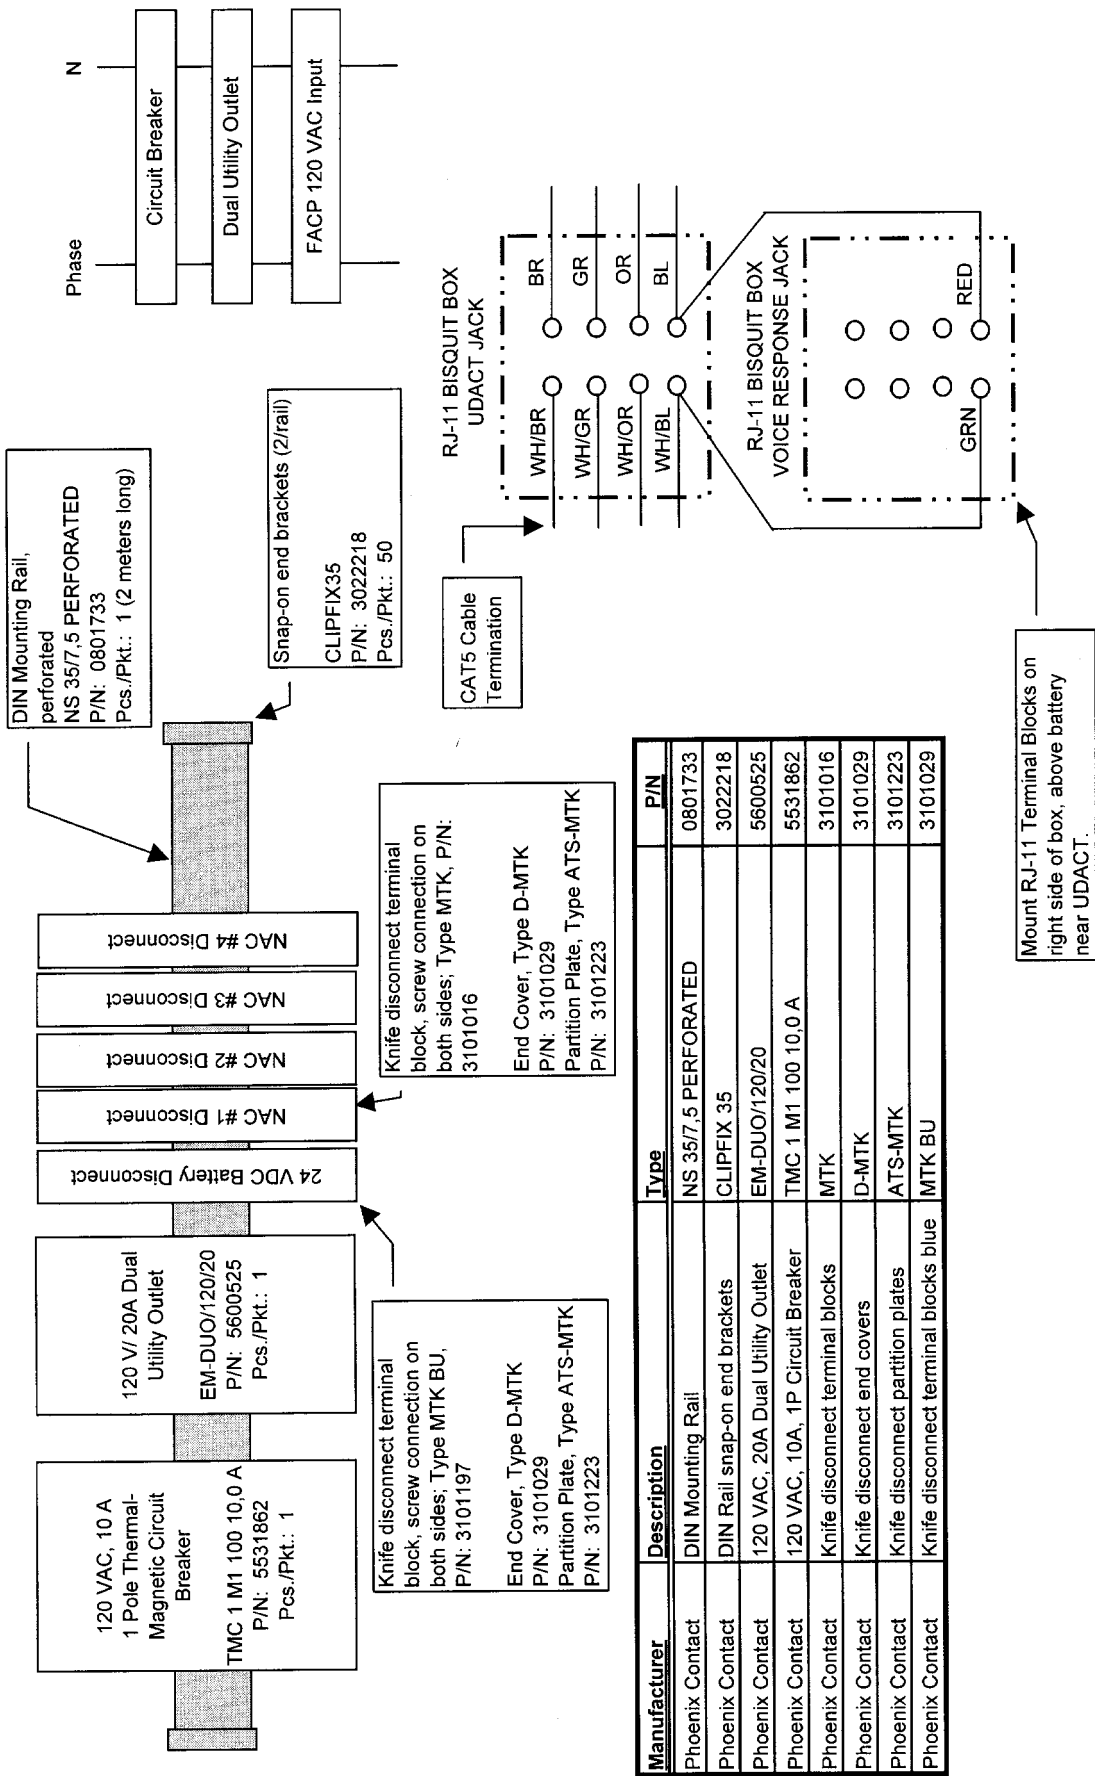 120 VAC, 10 A
1 Pole Thermal-
Magnetic Circuit
Breaker
TMC 1 M1 100 10,0 A
P/N: 5531862
Pcs./Pkt.: 1
120 V/ 20A Dual
Utility Outlet
EM-DUO/120/20
P/N: 5600525
Pcs./Pkt.: 1
24 VDC Battery Disconnect
NAC #1 Disconnect
NAC #2 Disconnect
NAC #3 Disconnect
NAC #4 Disconnect
DIN Mounting Rail,
perforated
NS 35/7,5 PERFORATED
P/N: 0801733
Pcs./Pkt.: 1 (2 meters long)
Snap-on end brackets (2/rail)
CLIPFIX35
P/N: 3022218
Pcs./Pkt.: 50
Phase
N
Circuit Breaker
Dual Utility Outlet
FACP 120 VAC Input
Knife disconnect terminal
block, screw connection on
both sides; Type MTK BU,
P/N: 3101197
End Cover, Type D-MTK
P/N: 3101029
Partition Plate, Type ATS-MTK
P/N: 3101223
Knife disconnect terminal
block, screw connection on
both sides; Type MTK, P/N:
3101016
End Cover, Type D-MTK
P/N: 3101029
Partition Plate, Type ATS-MTK
P/N: 3101223
CAT5 Cable
Termination
RJ-11 BISQUIT BOX
UDACT JACK
WH/BR BR
WH/GR GR
WH/OR OR
WH/BL BL
RJ-11 BISQUIT BOX
VOICE RESPONSE JACK
GRN RED
Mount RJ-11 Terminal Blocks on
right side of box, above battery
near UDACT.
Manufacturer Description Type P/N
Phoenix Contact DIN Mounting Rail NS 35/7,5 PERFORATED 0801733
Phoenix Contact DIN Rail snap-on end brackets CLIPFIX 35 3022218
Phoenix Contact 120 VAC, 20A Dual Utility Outlet EM-DUO/120/20 5600525
Phoenix Contact 120 VAC, 10A, 1P Circuit Breaker TMC 1 M1 100 10,0 A 5531862
Phoenix Contact Knife disconnect terminal blocks MTK 3101016
Phoenix Contact Knife disconnect end covers D-MTK 3101029
Phoenix Contact Knife disconnect partition plates ATS-MTK 3101223
Phoenix Contact Knife disconnect terminal blocks blue MTK BU 3101029